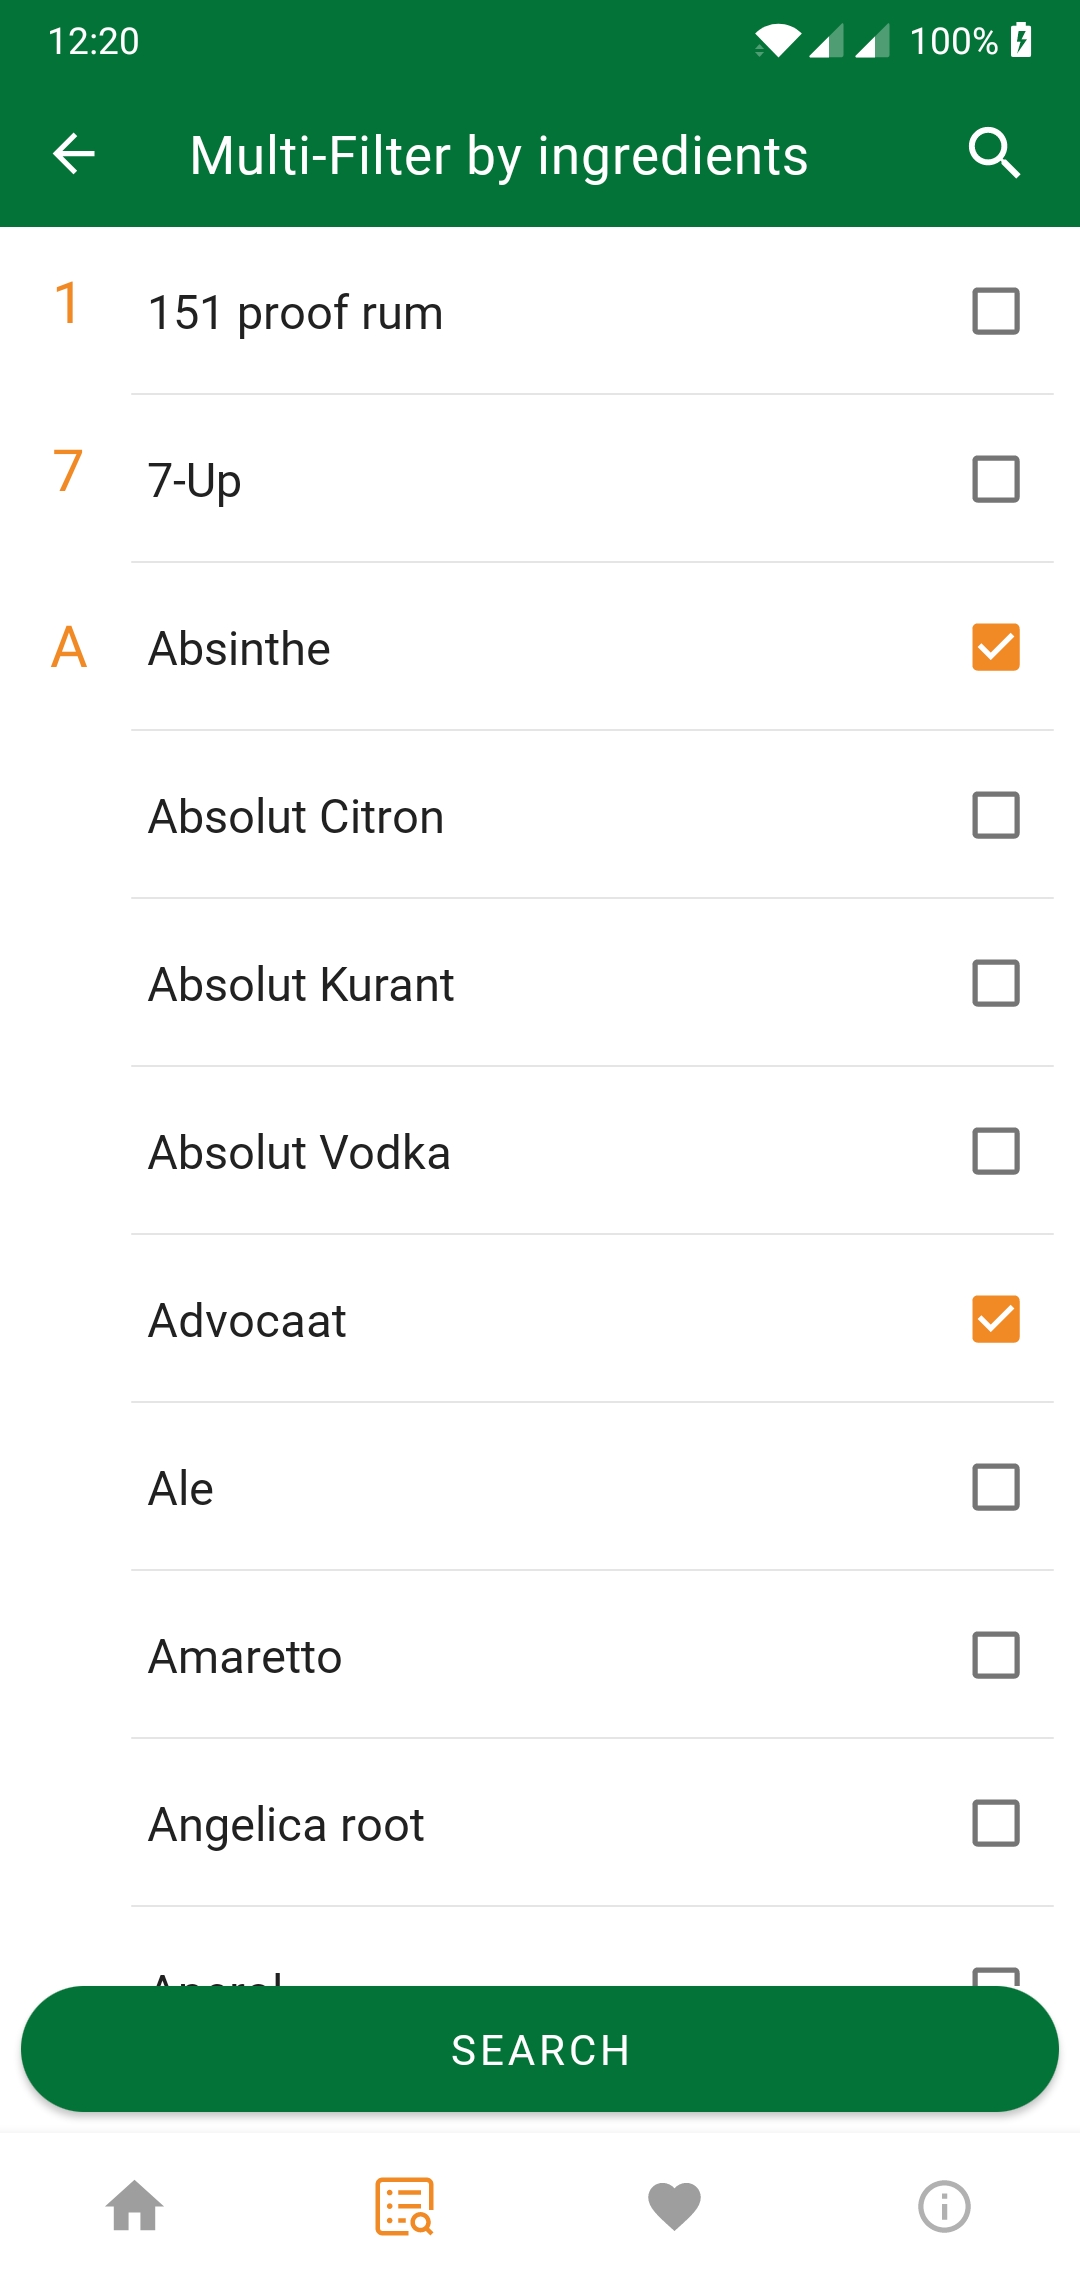 12:20 100%
Multi-Filter by ingredients
1 151 proof rum
7 7-Up
A Absinthe
Absolut Citron
Absolut Kurant
Absolut Vodka
Advocaat
Ale
Amaretto
Angelica root
SEARCH